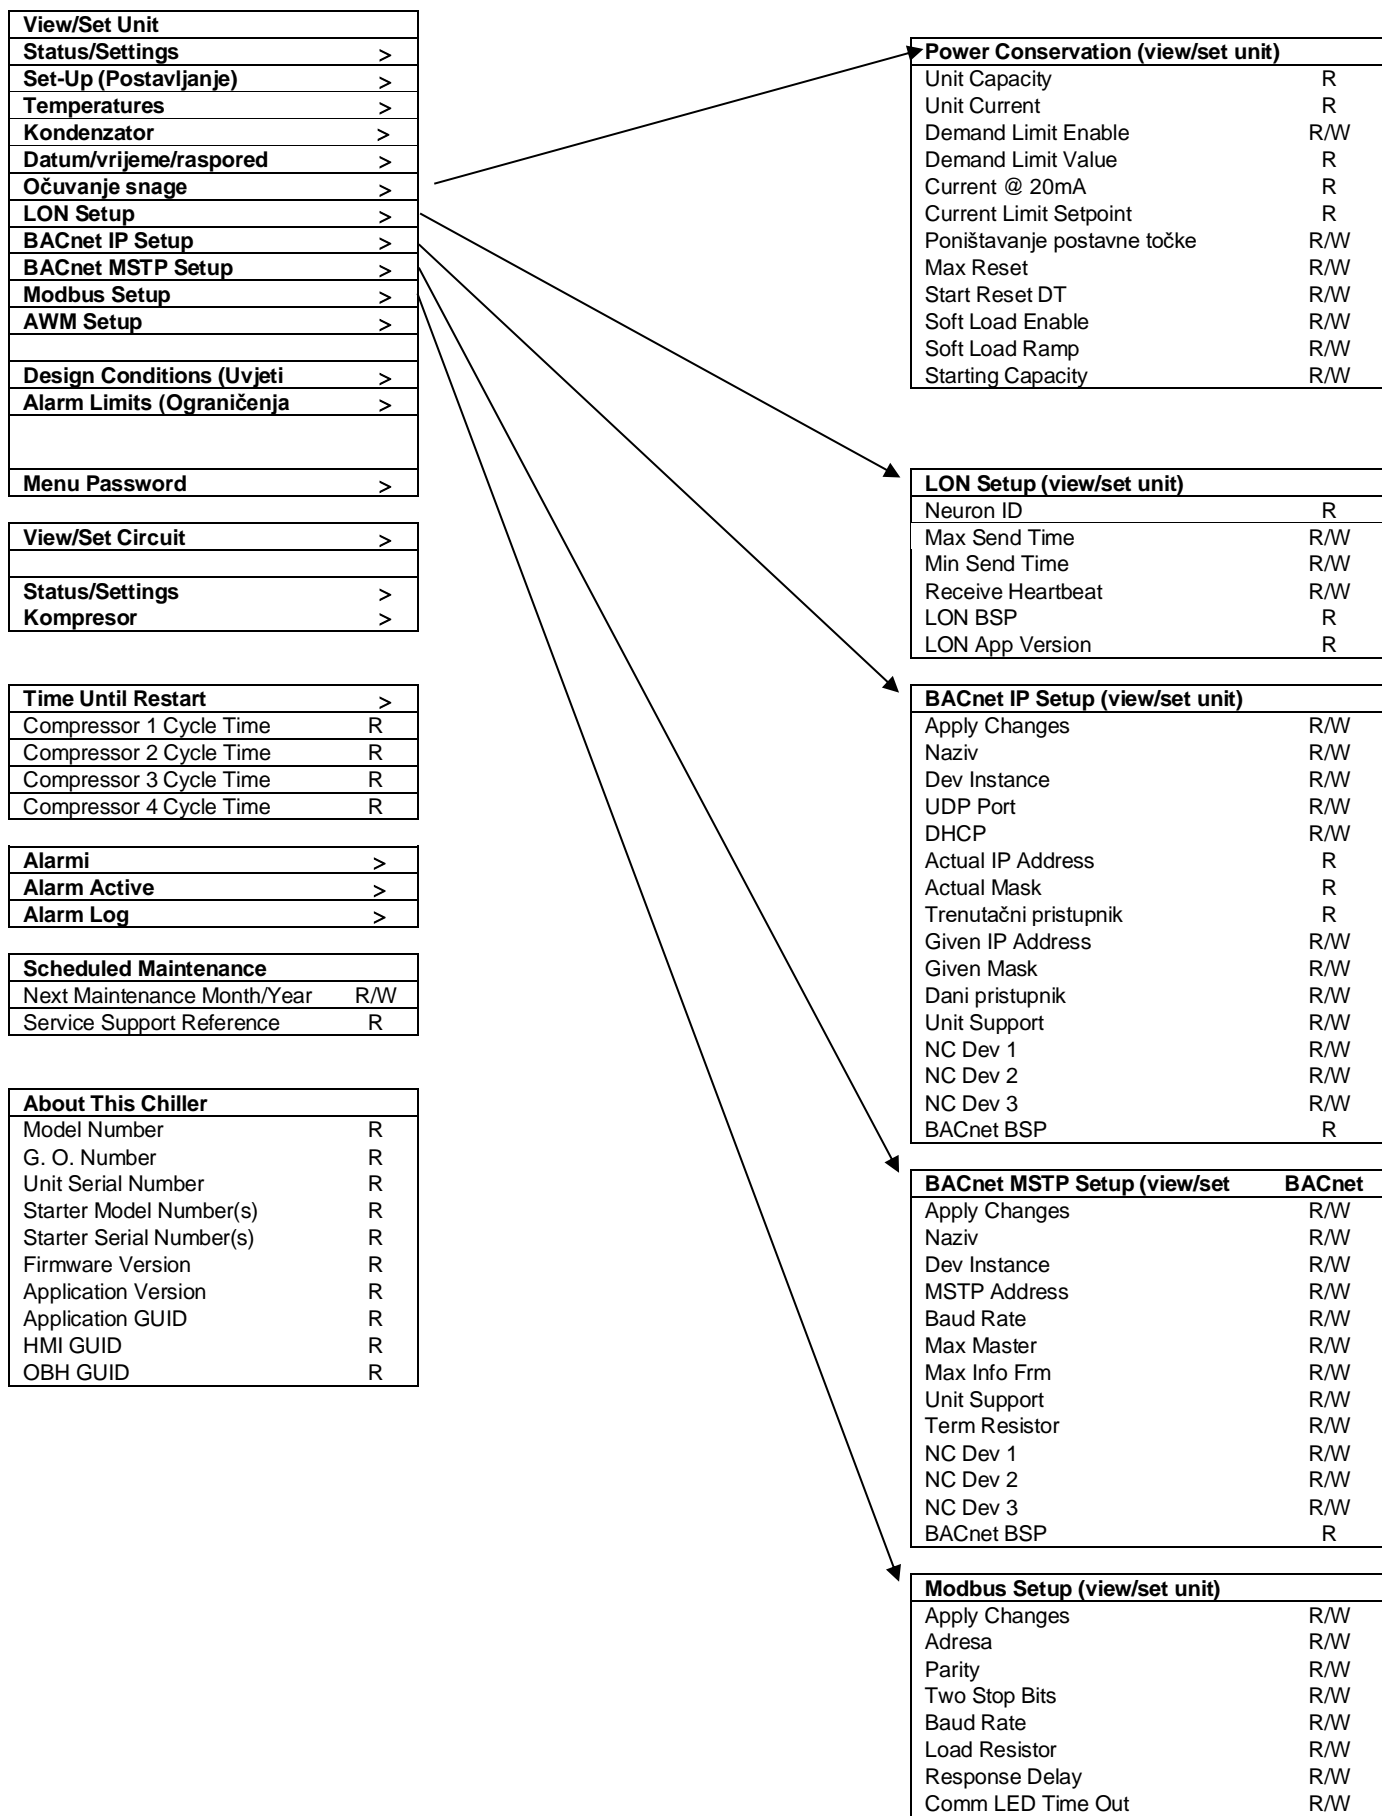 View/Set Unit
Status/Settings >
Set-Up (Postavljanje) >
Temperatures >
Kondenzator >
Datum/vrijeme/raspored >
Očuvanje snage >
LON Setup >
BACnet IP Setup >
BACnet MSTP Setup >
Modbus Setup >
AWM Setup >
Design Conditions (Uvjeti >
Alarm Limits (Ograničenja >
Menu Password >
View/Set Circuit >
Status/Settings >
Kompresor >
Time Until Restart >
Compressor 1 Cycle Time R
Compressor 2 Cycle Time R
Compressor 3 Cycle Time R
Compressor 4 Cycle Time R
Alarmi >
Alarm Active >
Alarm Log >
Scheduled Maintenance
Next Maintenance Month/Year R/W
Service Support Reference R
About This Chiller
Model Number R
G. O. Number R
Unit Serial Number R
Starter Model Number(s) R
Starter Serial Number(s) R
Firmware Version R
Application Version R
Application GUID R
HMI GUID R
OBH GUID R
Power Conservation (view/set unit)
Unit Capacity R
Unit Current R
Demand Limit Enable R/W
Demand Limit Value R
Current @ 20mA R
Current Limit Setpoint R
Poništavanje postavne točke R/W
Max Reset R/W
Start Reset DT R/W
Soft Load Enable R/W
Soft Load Ramp R/W
Starting Capacity R/W
LON Setup (view/set unit)
Neuron ID R
Max Send Time R/W
Min Send Time R/W
Receive Heartbeat R/W
LON BSP R
LON App Version R
BACnet IP Setup (view/set unit)
Apply Changes R/W
Naziv R/W
Dev Instance R/W
UDP Port R/W
DHCP R/W
Actual IP Address R
Actual Mask R
Trenutačni pristupnik R
Given IP Address R/W
Given Mask R/W
Dani pristupnik R/W
Unit Support R/W
NC Dev 1 R/W
NC Dev 2 R/W
NC Dev 3 R/W
BACnet BSP R
BACnet MSTP Setup (view/set BACnet
Apply Changes R/W
Naziv R/W
Dev Instance R/W
MSTP Address R/W
Baud Rate R/W
Max Master R/W
Max Info Frm R/W
Unit Support R/W
Term Resistor R/W
NC Dev 1 R/W
NC Dev 2 R/W
NC Dev 3 R/W
BACnet BSP R
Modbus Setup (view/set unit)
Apply Changes R/W
Adresa R/W
Parity R/W
Two Stop Bits R/W
Baud Rate R/W
Load Resistor R/W
Response Delay R/W
Comm LED Time Out R/W